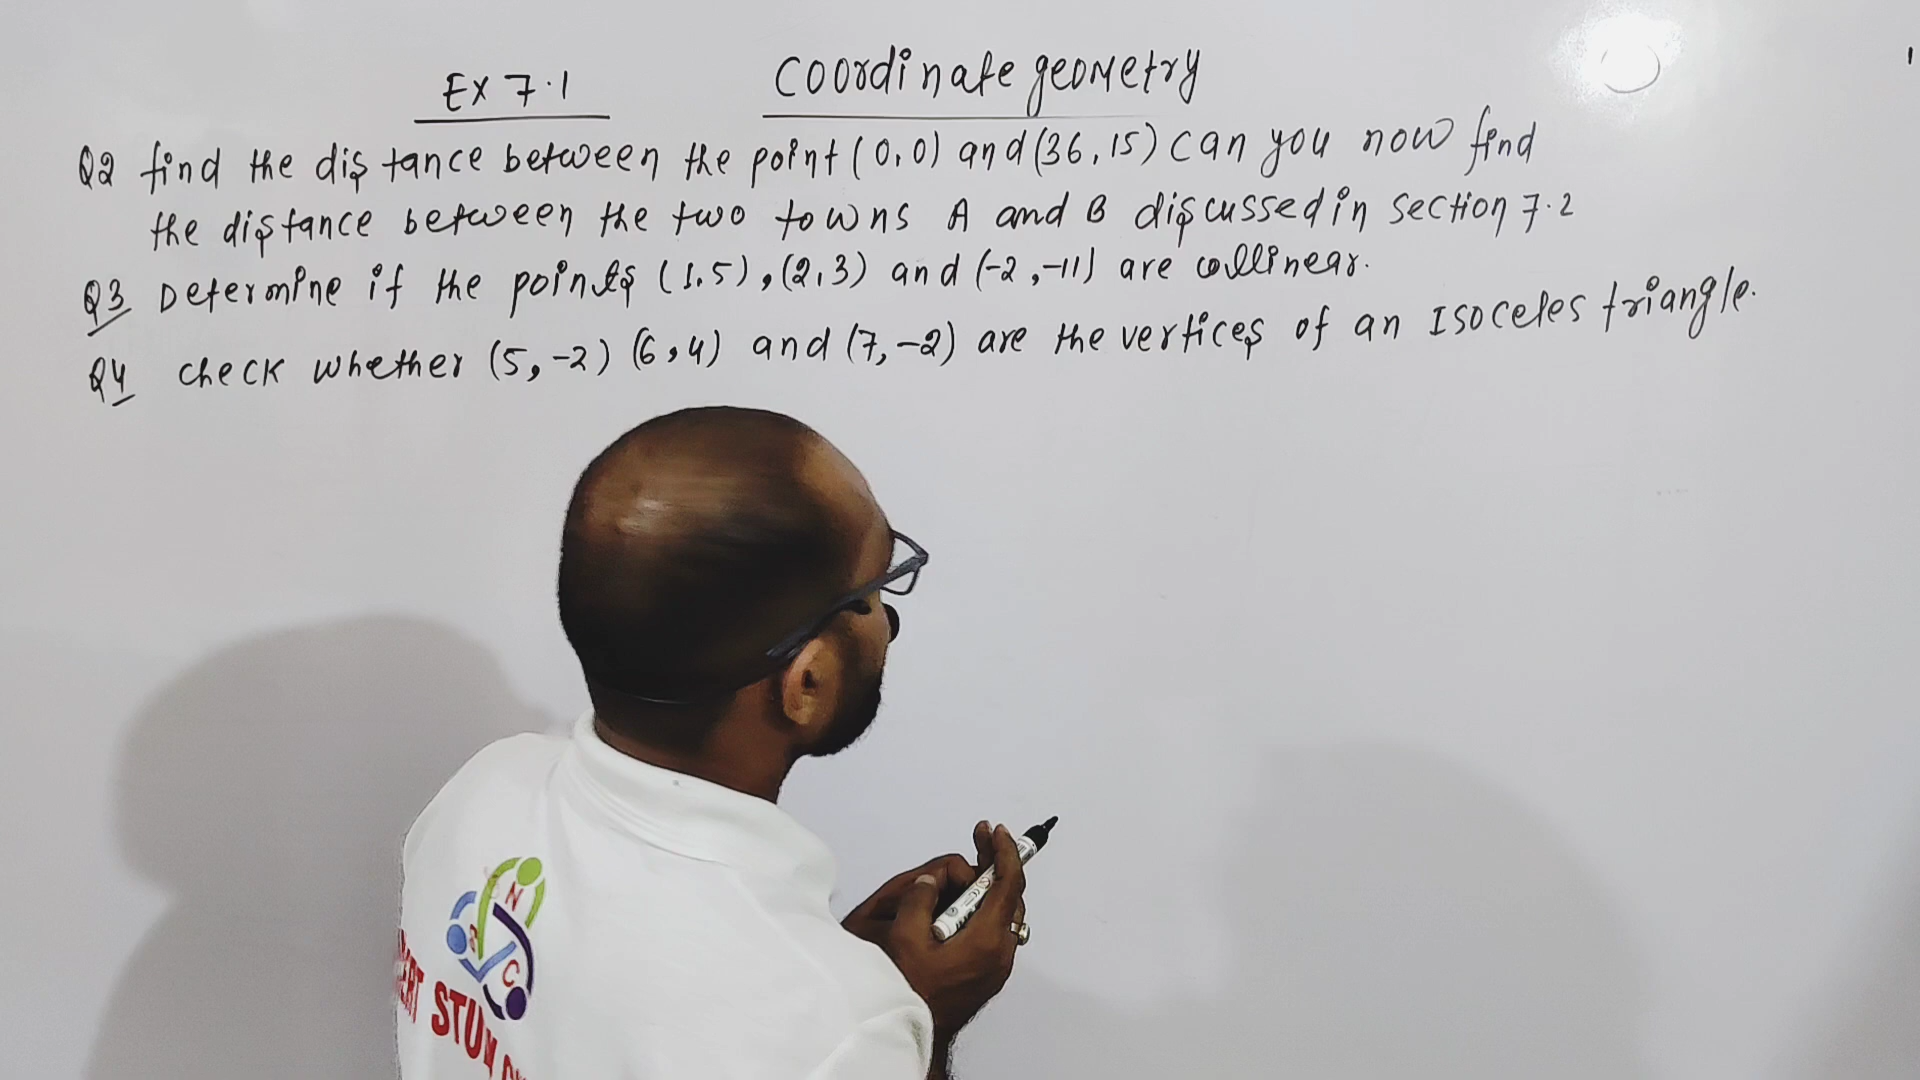 Ex 7.1 Coordinate geometry
Q2 find the distance between the point (0,0) and (36,15) can you now find
the distance between the two towns A and B discussed in section 7.2
Q3 Determine if the points (1,5), (2,3) and (-2,-11) are collinear.
Q4 check whether (5,-2) (6,4) and (7,-2) are the vertices of an Isoceles triangle.
N
C
STUDY